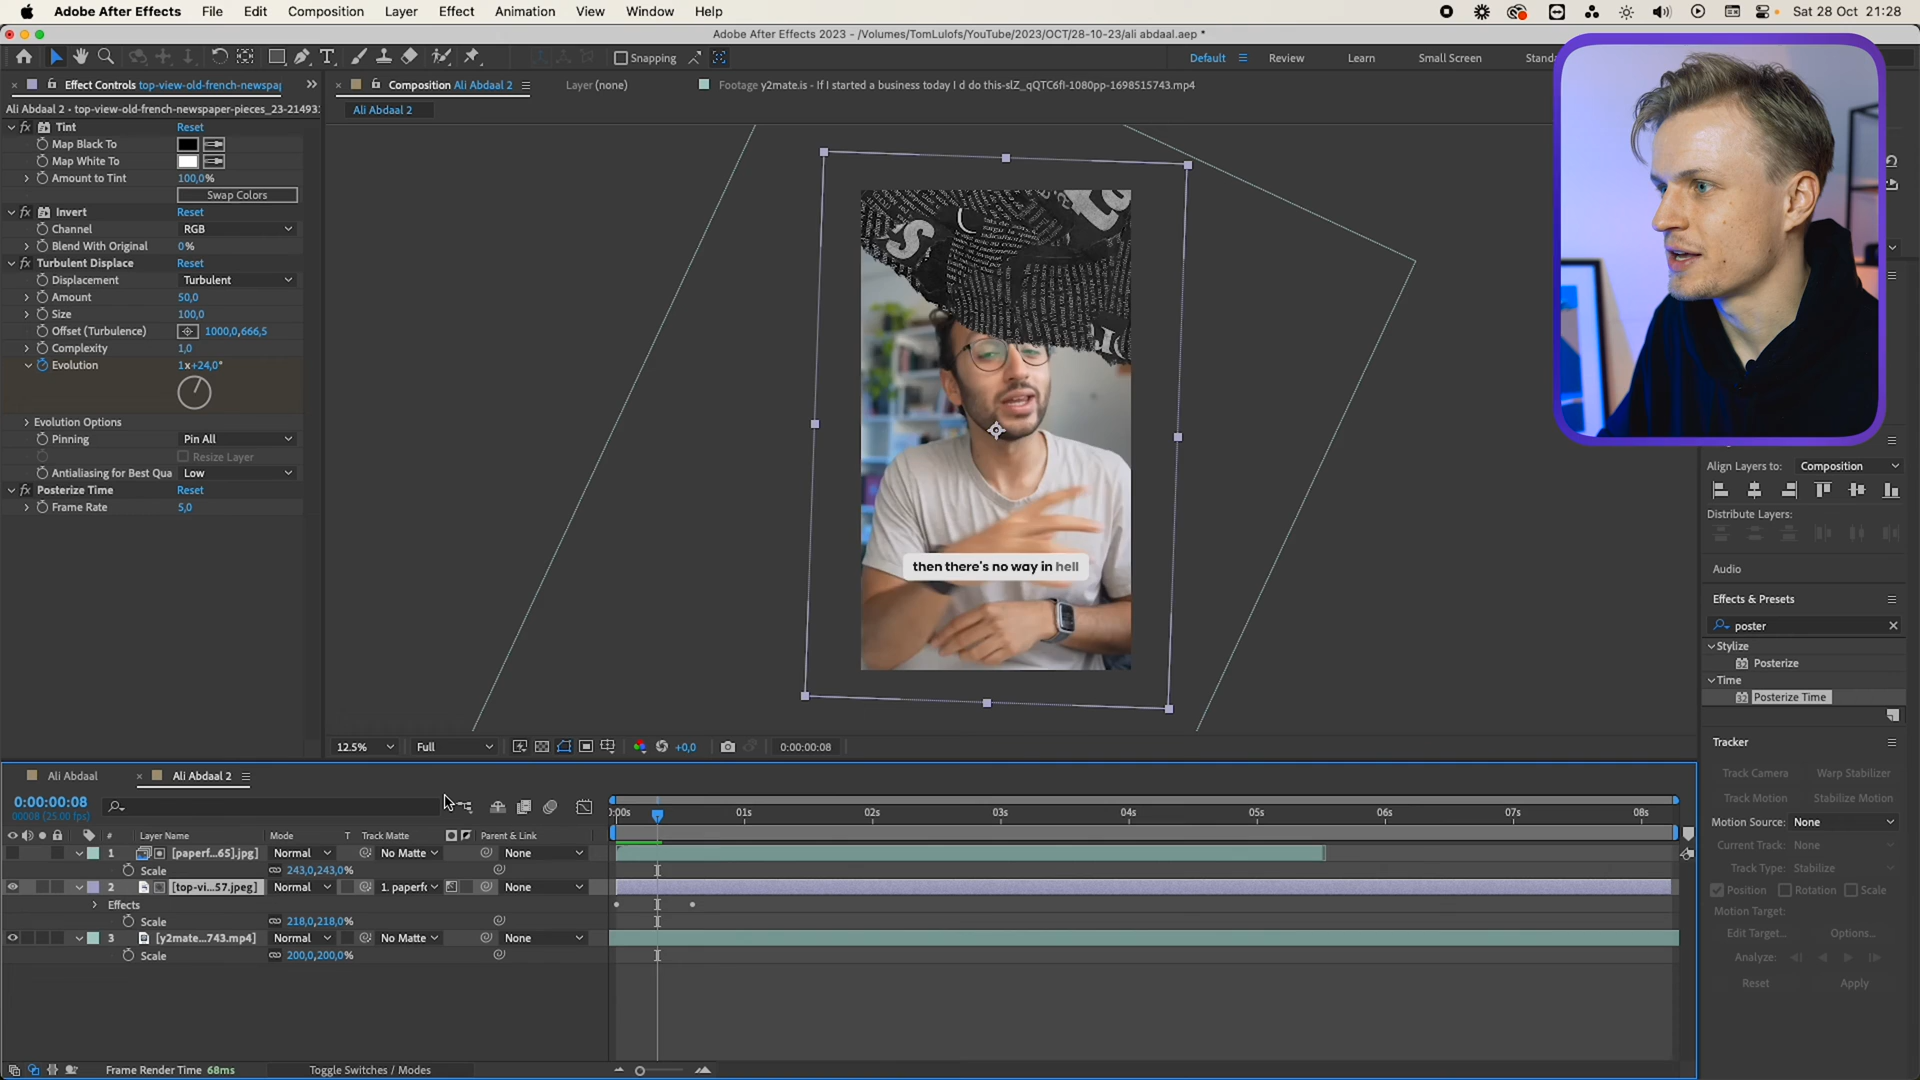 Adobe After Effects File Edit Composition Layer Effect Animation View Window Help Sat 28 Oct 21:28
Adobe After Effects 2023 - /Volumes/TomLulofs/YouTube/2023/OCT/28-10-23/ali abdaal.aep *
Snapping Default Review Learn Small Screen Standa
Effect Controls top-view-old-french-newspap Composition Ali Abdaal 2 Layer (none) Footage y2mate.is - If I started a business today I d do this-slZ_qQTC6fI-1080pp-1698515743.mp4
Ali Abdaal 2 - top-view-old-french-newspaper-pieces_23-21493 Ali Abdaal 2
fx Tint Reset
Map Black To
Map White To
Amount to Tint 100,0%
Swap Colors
fx Invert Reset
Channel RGB
Blend With Original 0%
fx Turbulent Displace Reset
Displacement Turbulent
Amount 50,0
Size 100,0
Offset (Turbulence) 1000,0,666,5
Complexity 1,0
Evolution 1x+24,0°
Evolution Options
Pinning Pin All
Resize Layer
Antialiasing for Best Qua Low
fx Posterize Time Reset
Frame Rate 5,0
then there's no way in hell
Align Layers to: Composition
Distribute Layers:
Audio
Effects & Presets
poster
Stylize
32 Posterize
Time
32 Posterize Time
Tracker
Track Camera Warp Stabilizer
Track Motion Stabilize Motion
Motion Source: None
Current Track: None
Track Type: Stabilize
Position Rotation Scale
Motion Target:
Edit Target... Options...
Analyze:
Reset Apply
12.5% Full +0,0 0:00:00:08
Ali Abdaal Ali Abdaal 2
0:00:00:08
00008 (25.00 fps)
:00s 01s 02s 03s 04s 05s 06s 07s 08s
# Layer Name Mode T Track Matte Parent & Link
1 [paperf...65].jpg] Normal No Matte None
Scale 243,0,243,0%
2 [top-vi...57.jpeg] Normal 1. paperfc None
Effects
Scale 218,0,218,0%
3 [y2mate...743.mp4] Normal No Matte None
Scale 200,0,200,0%
Frame Render Time 68ms Toggle Switches / Modes